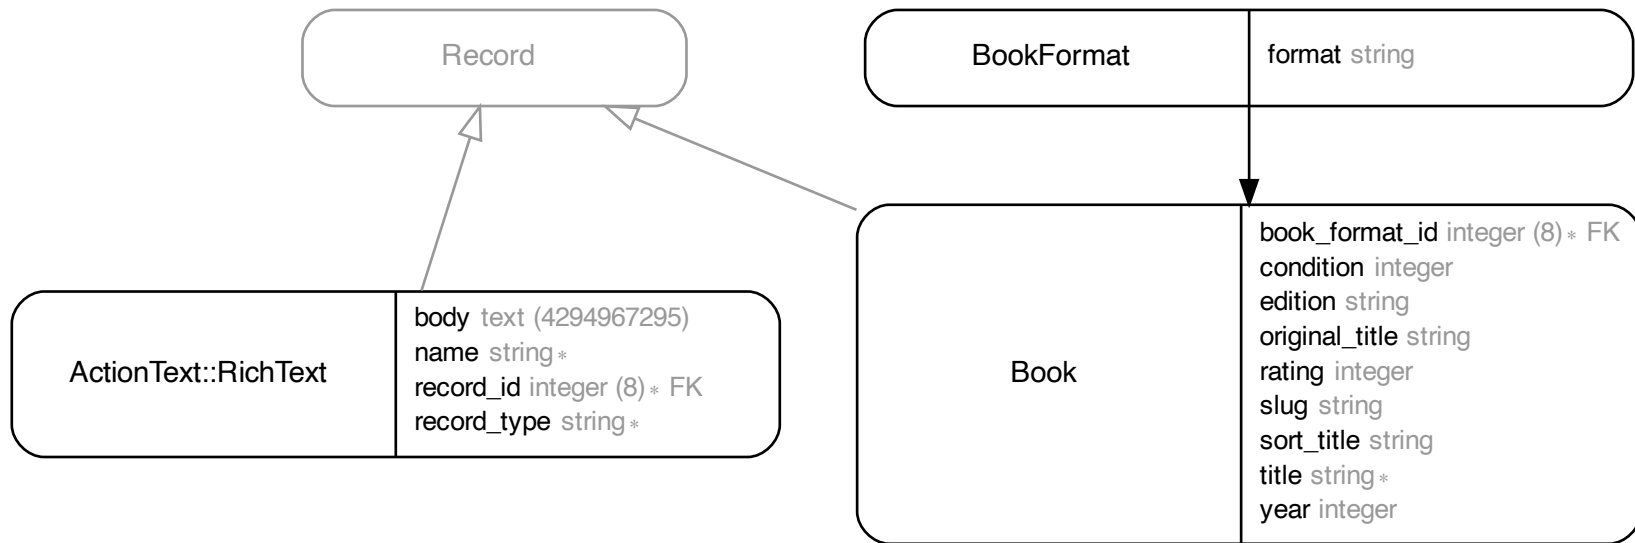 Record
BookFormat
format string
ActionText::RichText
body text (4294967295)
name string *
record_id integer (8) * FK
record_type string *
Book
book_format_id integer (8) * FK
condition integer
edition string
original_title string
rating integer
slug string
sort_title string
title string *
year integer